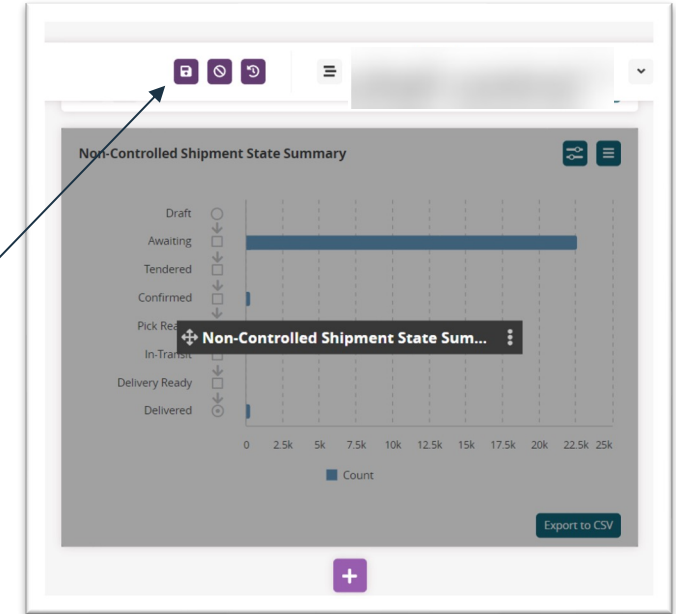 Non-Controlled Shipment State Summary
Draft
Awaiting
Tendered
Confirmed
Pick Rea
Non-Controlled Shipment State Sum...
In-Transit
Delivery Ready
Delivered
0 2.5k 5k 7.5k 10k 12.5k 15k 17.5k 20k 22.5k 25k
Count
Export to CSV